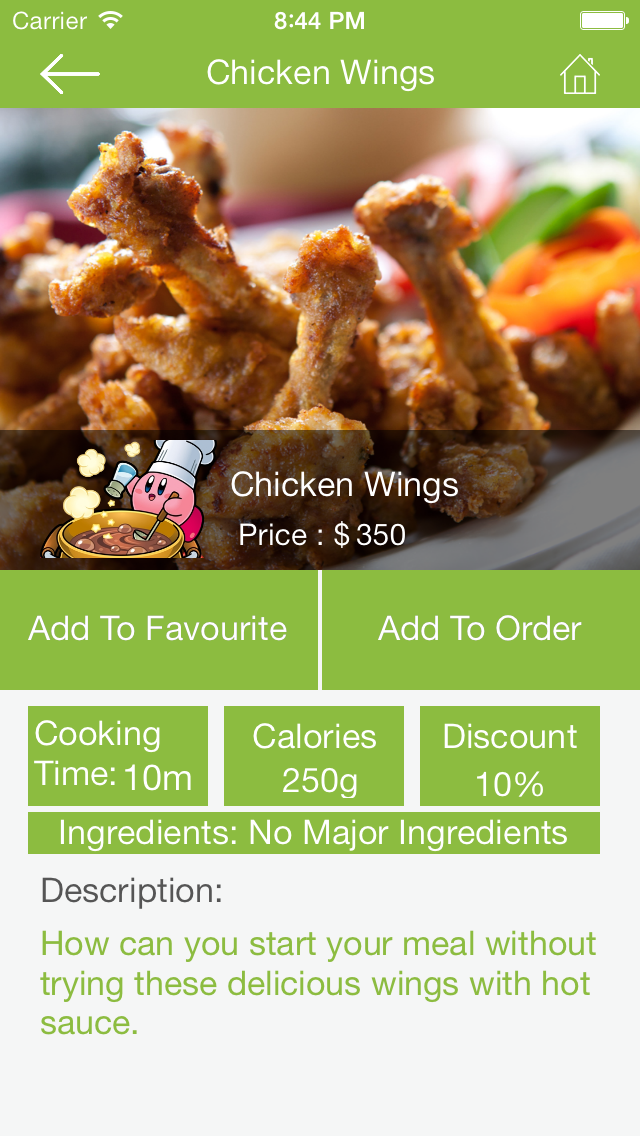 Carrier 8:44 PM
Chicken Wings
Chicken Wings
Price : $ 350
Add To Favourite Add To Order
Cooking
Time: 10m
Calories
250g
Discount
10%
Ingredients: No Major Ingredients
Description:
How can you start your meal without
trying these delicious wings with hot
sauce.